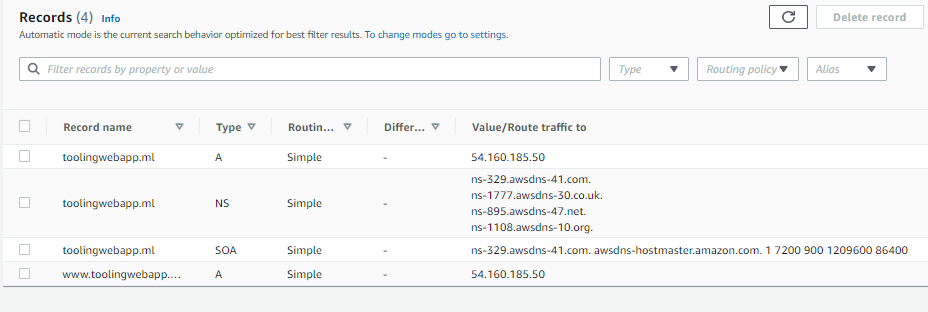 Records (4) Info
Delete record
Automatic mode is the current search behavior optimized for best filter results. To change modes go to settings.
Filter records by property or value
Type
Routing policy
Alias
Record name Type Routin... Differ... Value/Route traffic to
toolingwebapp.ml A Simple - 54.160.185.50
ns-329.awsdns-41.com.
ns-1777.awsdns-30.co.uk.
toolingwebapp.ml NS Simple -
ns-895.awsdns-47.net.
ns-1108.awsdns-10.org.
toolingwebapp.ml SOA Simple - ns-329.awsdns-41.com. awsdns-hostmaster.amazon.com. 1 7200 900 1209600 86400
www.toolingwebapp.... A Simple - 54.160.185.50